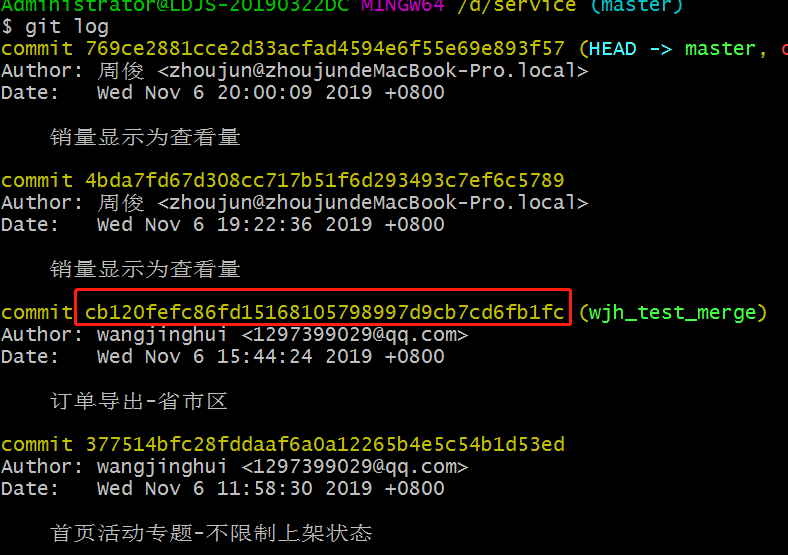 Administrator@LDJS-20190322DC MINGW64 /d/service (master)
$ git log
commit 769ce2881cce2d33acfad4594e6f55e69e893f57 (HEAD -> master,
Author: 周俊 <zhoujun@zhoujundeMacBook-Pro.local>
Date:   Wed Nov 6 20:00:09 2019 +0800
销量显示为查看量
commit 4bda7fd67d308cc717b51f6d293493c7ef6c5789
Author: 周俊 <zhoujun@zhoujundeMacBook-Pro.local>
Date:   Wed Nov 6 19:22:36 2019 +0800
销量显示为查看量
commit cb120fefc86fd15168105798997d9cb7cd6fb1fc (wjh_test_merge)
Author: wangjinghui <1297399029@qq.com>
Date:   Wed Nov 6 15:44:24 2019 +0800
订单导出-省市区
commit 377514bfc28fddaaf6a0a12265b4e5c54b1d53ed
Author: wangjinghui <1297399029@qq.com>
Date:   Wed Nov 6 11:58:30 2019 +0800
首页活动专题-不限制上架状态